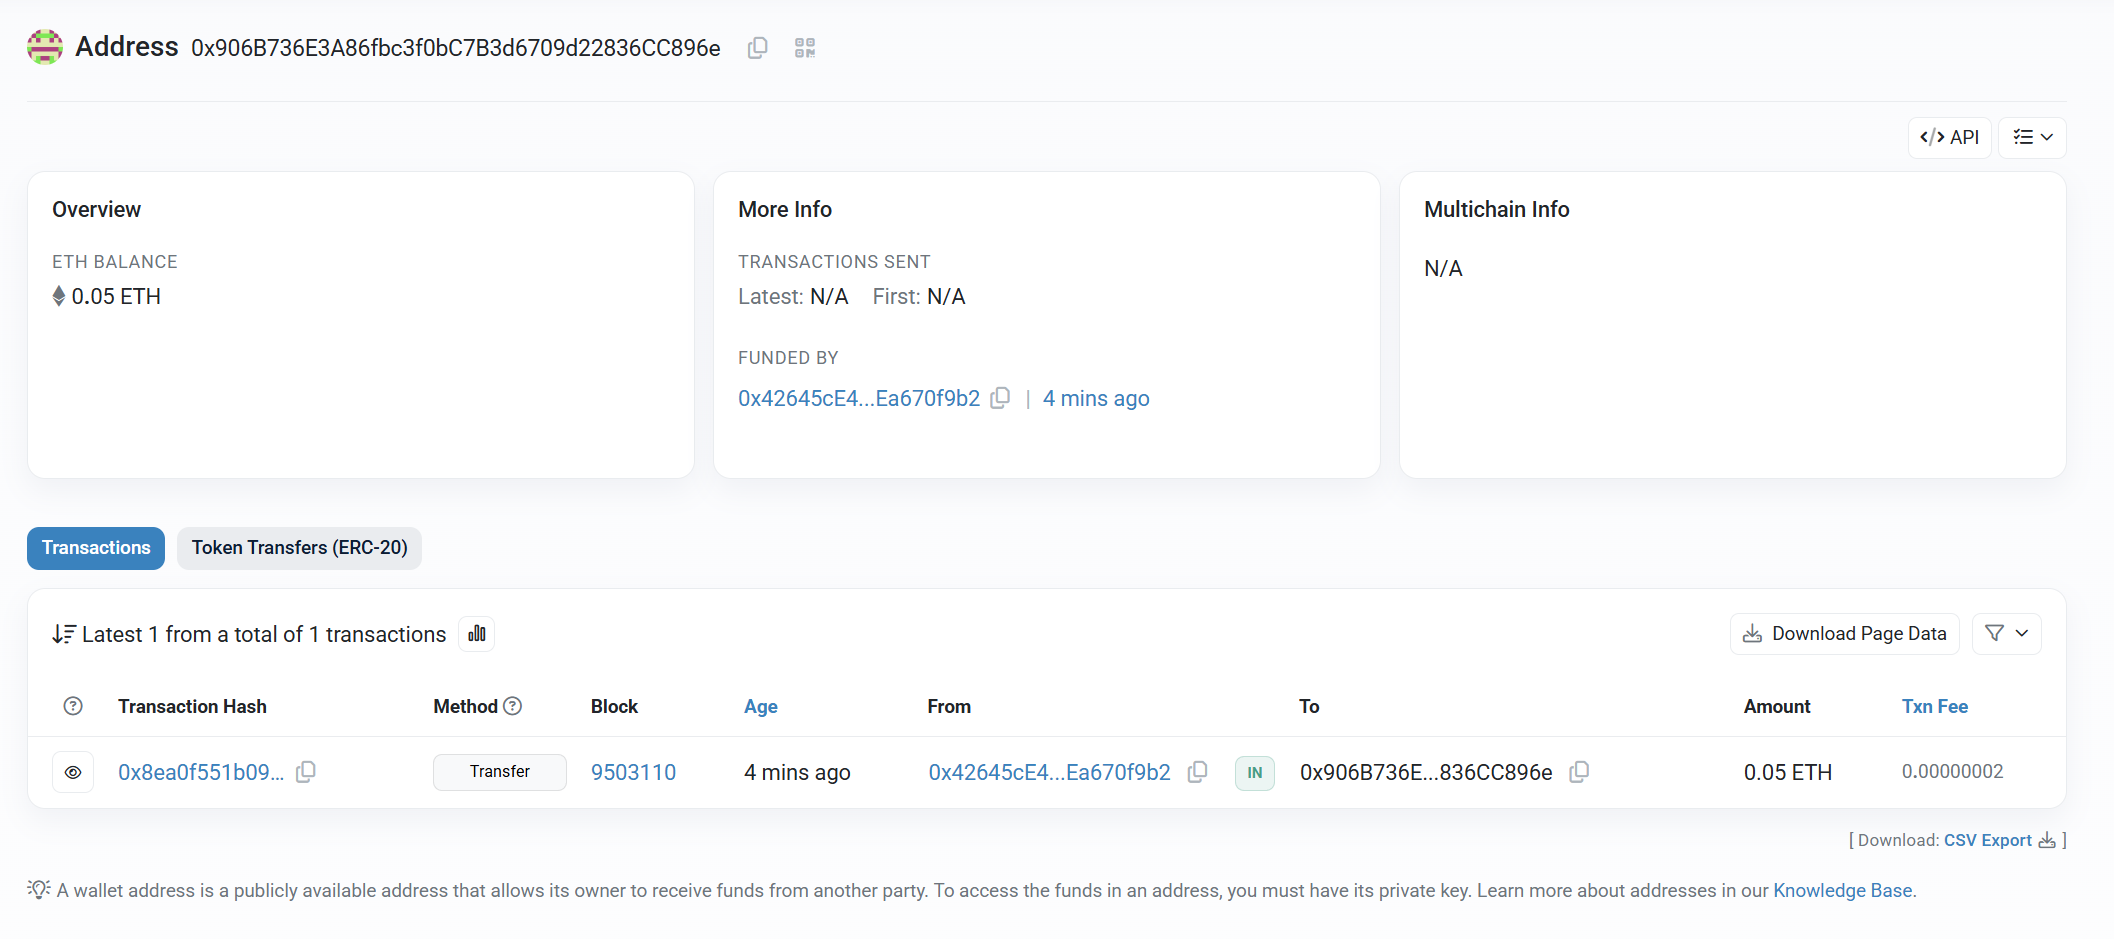 Address 0x906B736E3A86fbc3f0bC7B3d6709d22836CC896e
</> API
Overview
ETH BALANCE
0.05 ETH
More Info
TRANSACTIONS SENT
Latest: N/A First: N/A
FUNDED BY
0x42645cE4...Ea670f9b2 | 4 mins ago
Multichain Info
N/A
Transactions Token Transfers (ERC-20)
Latest 1 from a total of 1 transactions Download Page Data
Transaction Hash Method Block Age From To Amount Txn Fee
0x8ea0f551b09... Transfer 9503110 4 mins ago 0x42645cE4...Ea670f9b2 IN 0x906B736E...836CC896e 0.05 ETH 0.00000002
[ Download: CSV Export ]
A wallet address is a publicly available address that allows its owner to receive funds from another party. To access the funds in an address, you must have its private key. Learn more about addresses in our Knowledge Base.